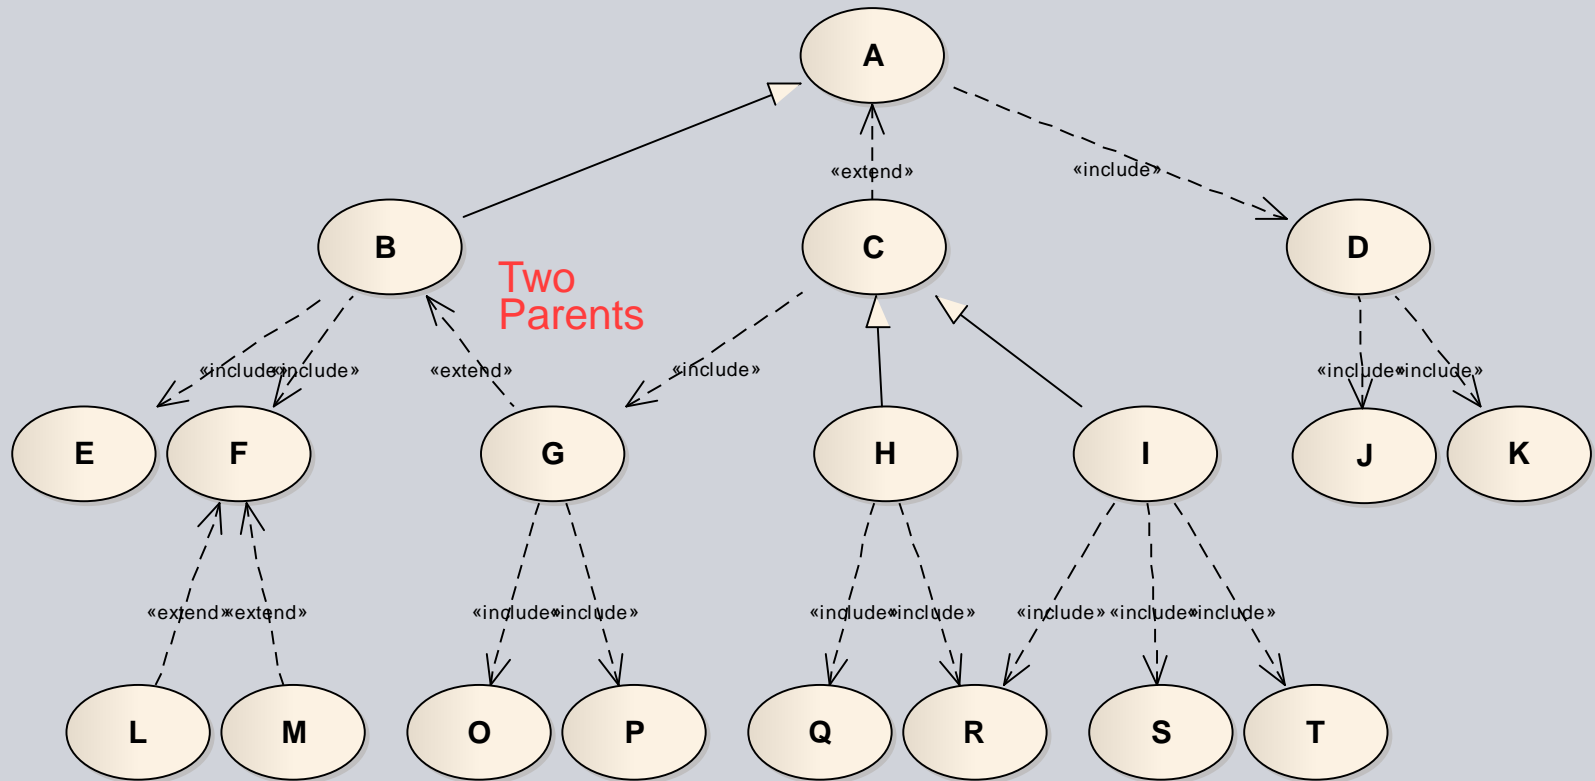 A
«extend»
«include»
B
C
D
Two
Parents
«include»
«include»
«extend»
«include»
«include»
«include»
E
F
G
H
I
J
K
«extend»
«extend»
«include»
«include»
«include»
«include»
«include»
«include»
«include»
L
M
O
P
Q
R
S
T